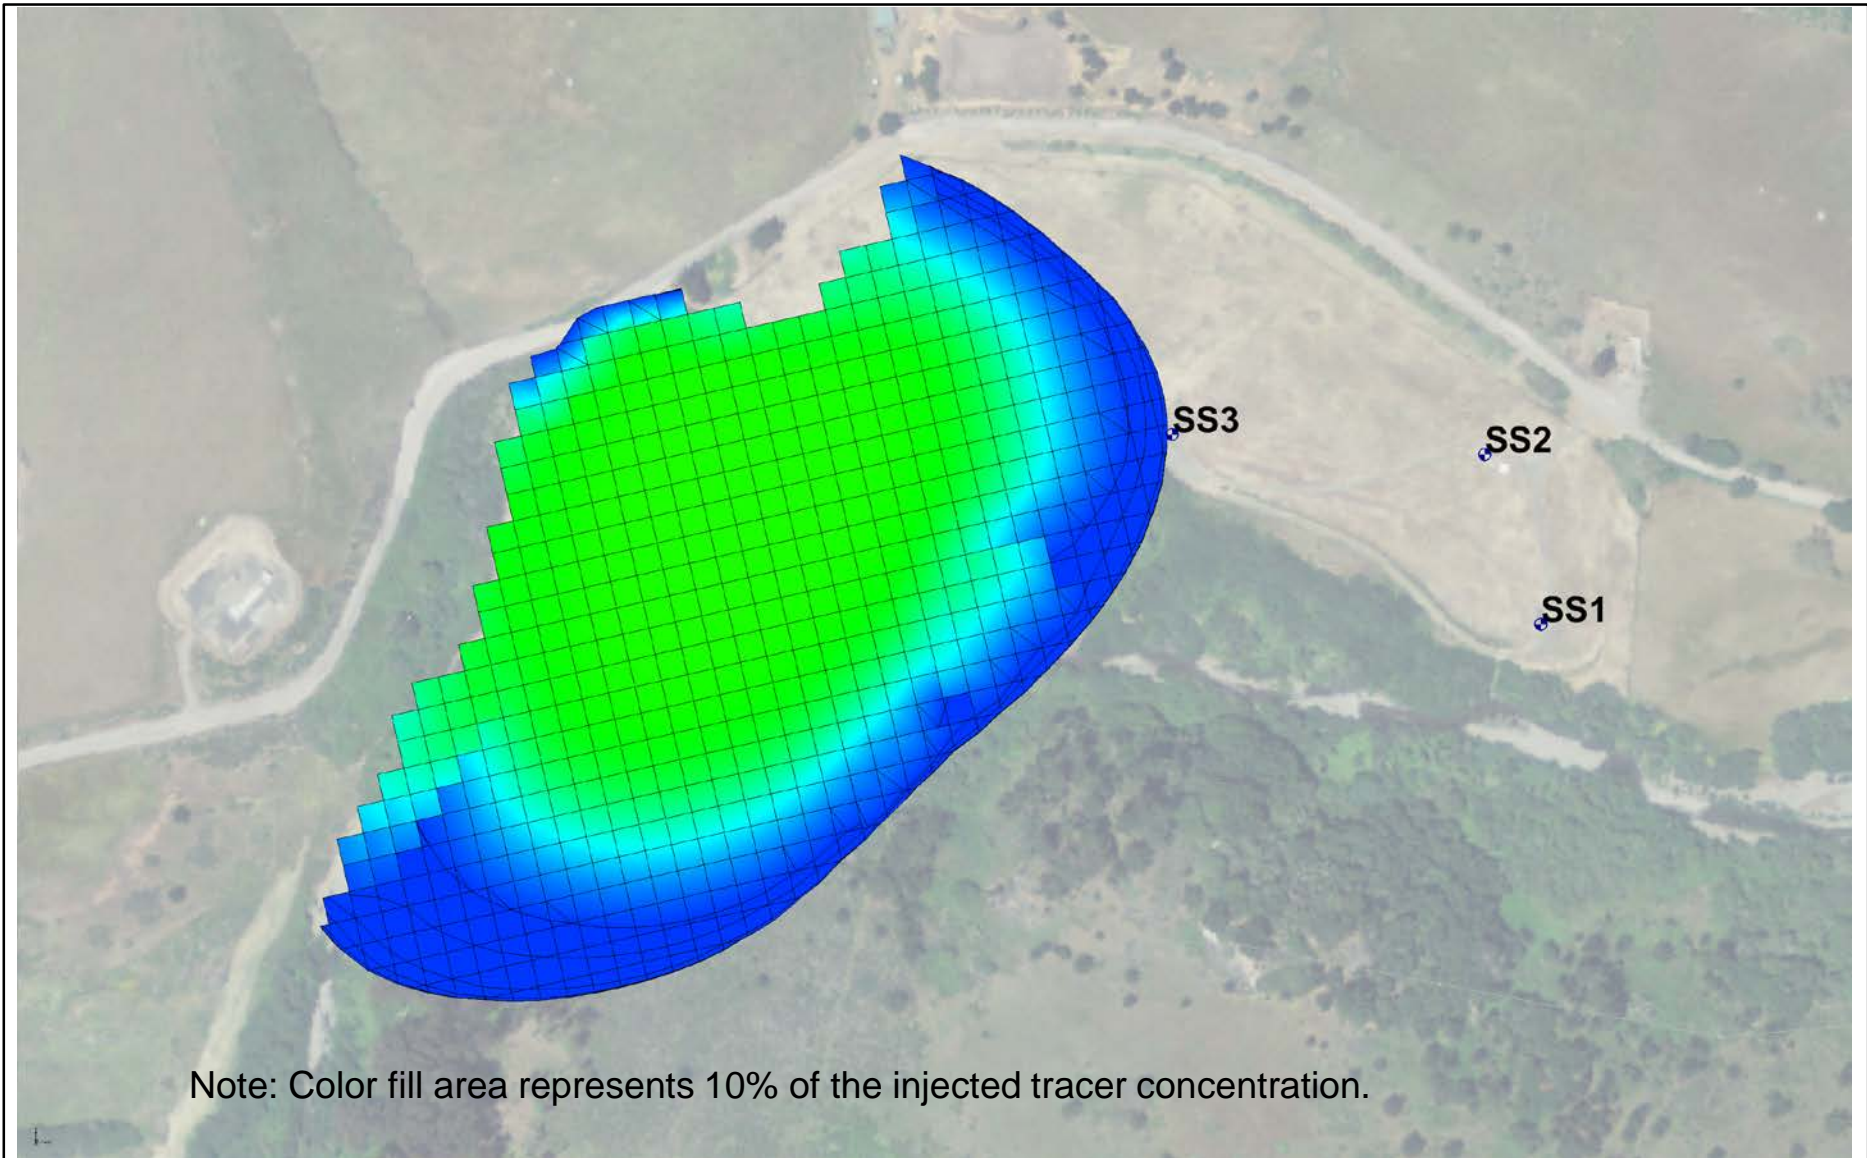 SS3
SS2
SS1
Note: Color fill area represents 10% of the injected tracer concentration.